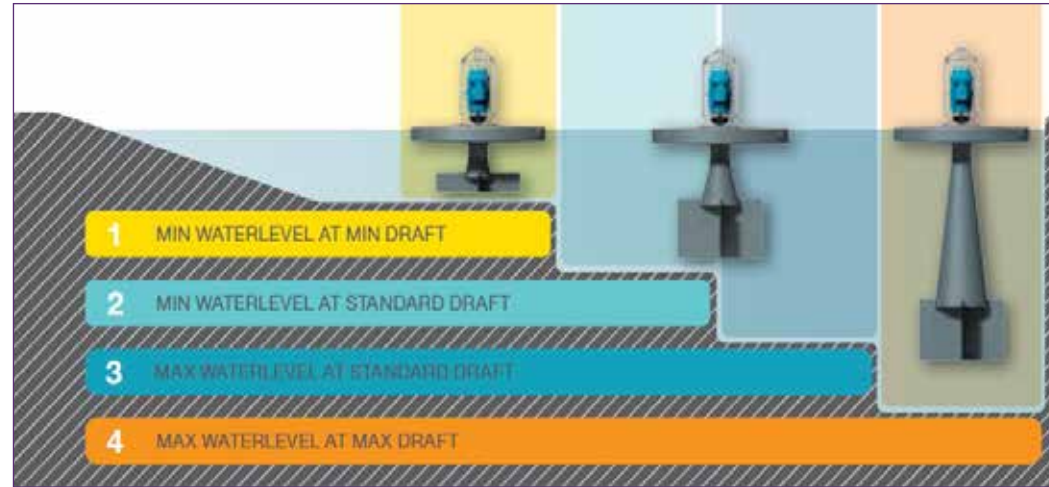 1 MIN WATERLEVEL AT MIN DRAFT
2 MIN WATERLEVEL AT STANDARD DRAFT
3 MAX WATERLEVEL AT STANDARD DRAFT
4 MAX WATERLEVEL AT MAX DRAFT